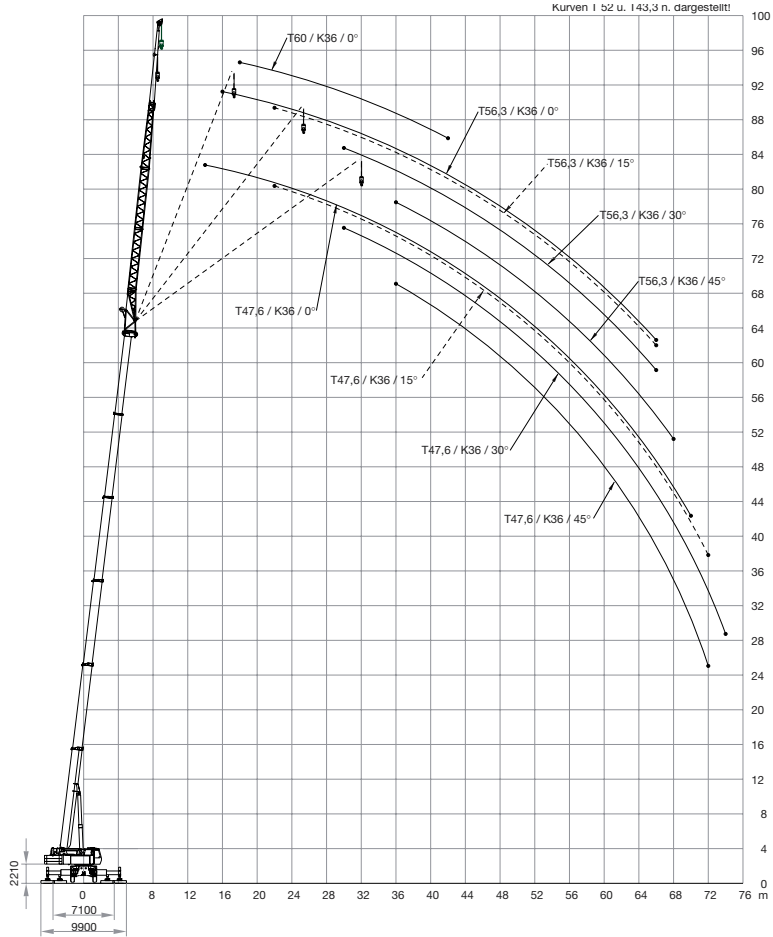 Kurven T 52 u. T43,3 n. dargestellt!
100
T60 / K36 / 0°
96
92
T56,3 / K36 / 0°
88
84
T56,3 / K36 / 15°
80
T56,3 / K36 / 30°
76
72
T56,3 / K36 / 45°
68
T47,6 / K36 / 0°
64
60
T47,6 / K36 / 15°
56
52
T47,6 / K36 / 30°
48
44
T47,6 / K36 / 45°
40
36
32
28
24
20
16
12
8
4
0
2210
0 8 12 16 20 24 28 32 36 40 44 48 52 56 60 64 68 72 76 m
7100
9900